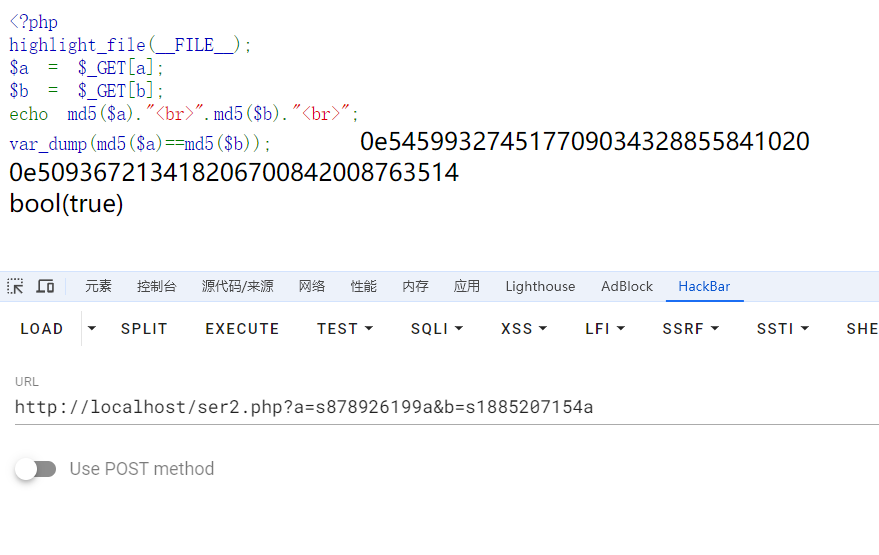 <?php
highlight_file(__FILE__);
$a = $_GET[a];
$b = $_GET[b];
echo md5($a)."<br>".md5($b)."<br>";
var_dump(md5($a)==md5($b)); 0e545993274517709034328855841020
0e509367213418206700842008763514
bool(true)
元素 控制台 源代码/来源 网络 性能 内存 应用 Lighthouse AdBlock HackBar
LOAD SPLIT EXECUTE TEST SQLI XSS LFI SSRF SSTI SHE
URL
http://localhost/ser2.php?a=s878926199a&b=s1885207154a
Use POST method